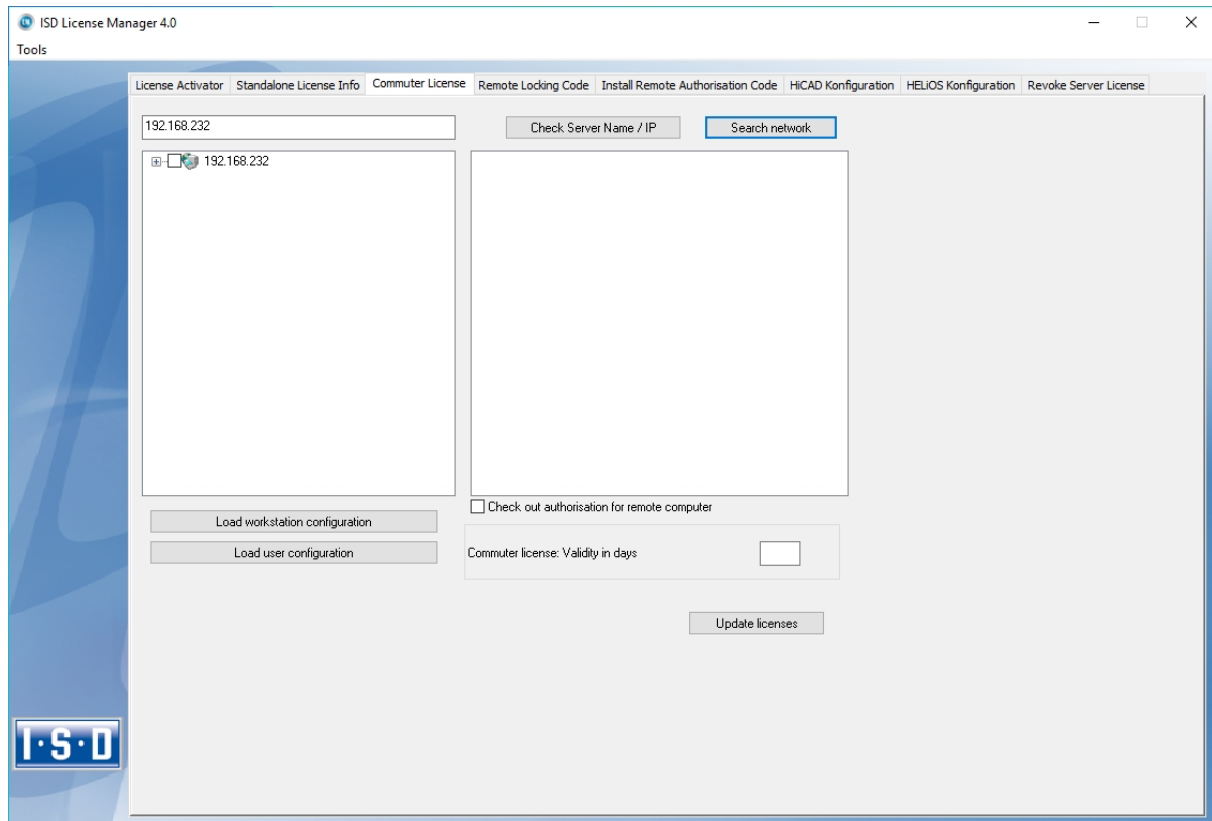 ISD License Manager 4.0
Tools
License Activator Standalone License Info Commuter License Remote Locking Code Install Remote Authorisation Code HiCAD Konfiguration HELiOS Konfiguration Revoke Server License
192.168.232 Check Server Name / IP Search network
192.168.232
Check out authorisation for remote computer
Load workstation configuration
Load user configuration Commuter license: Validity in days
Update licenses
I·S·D